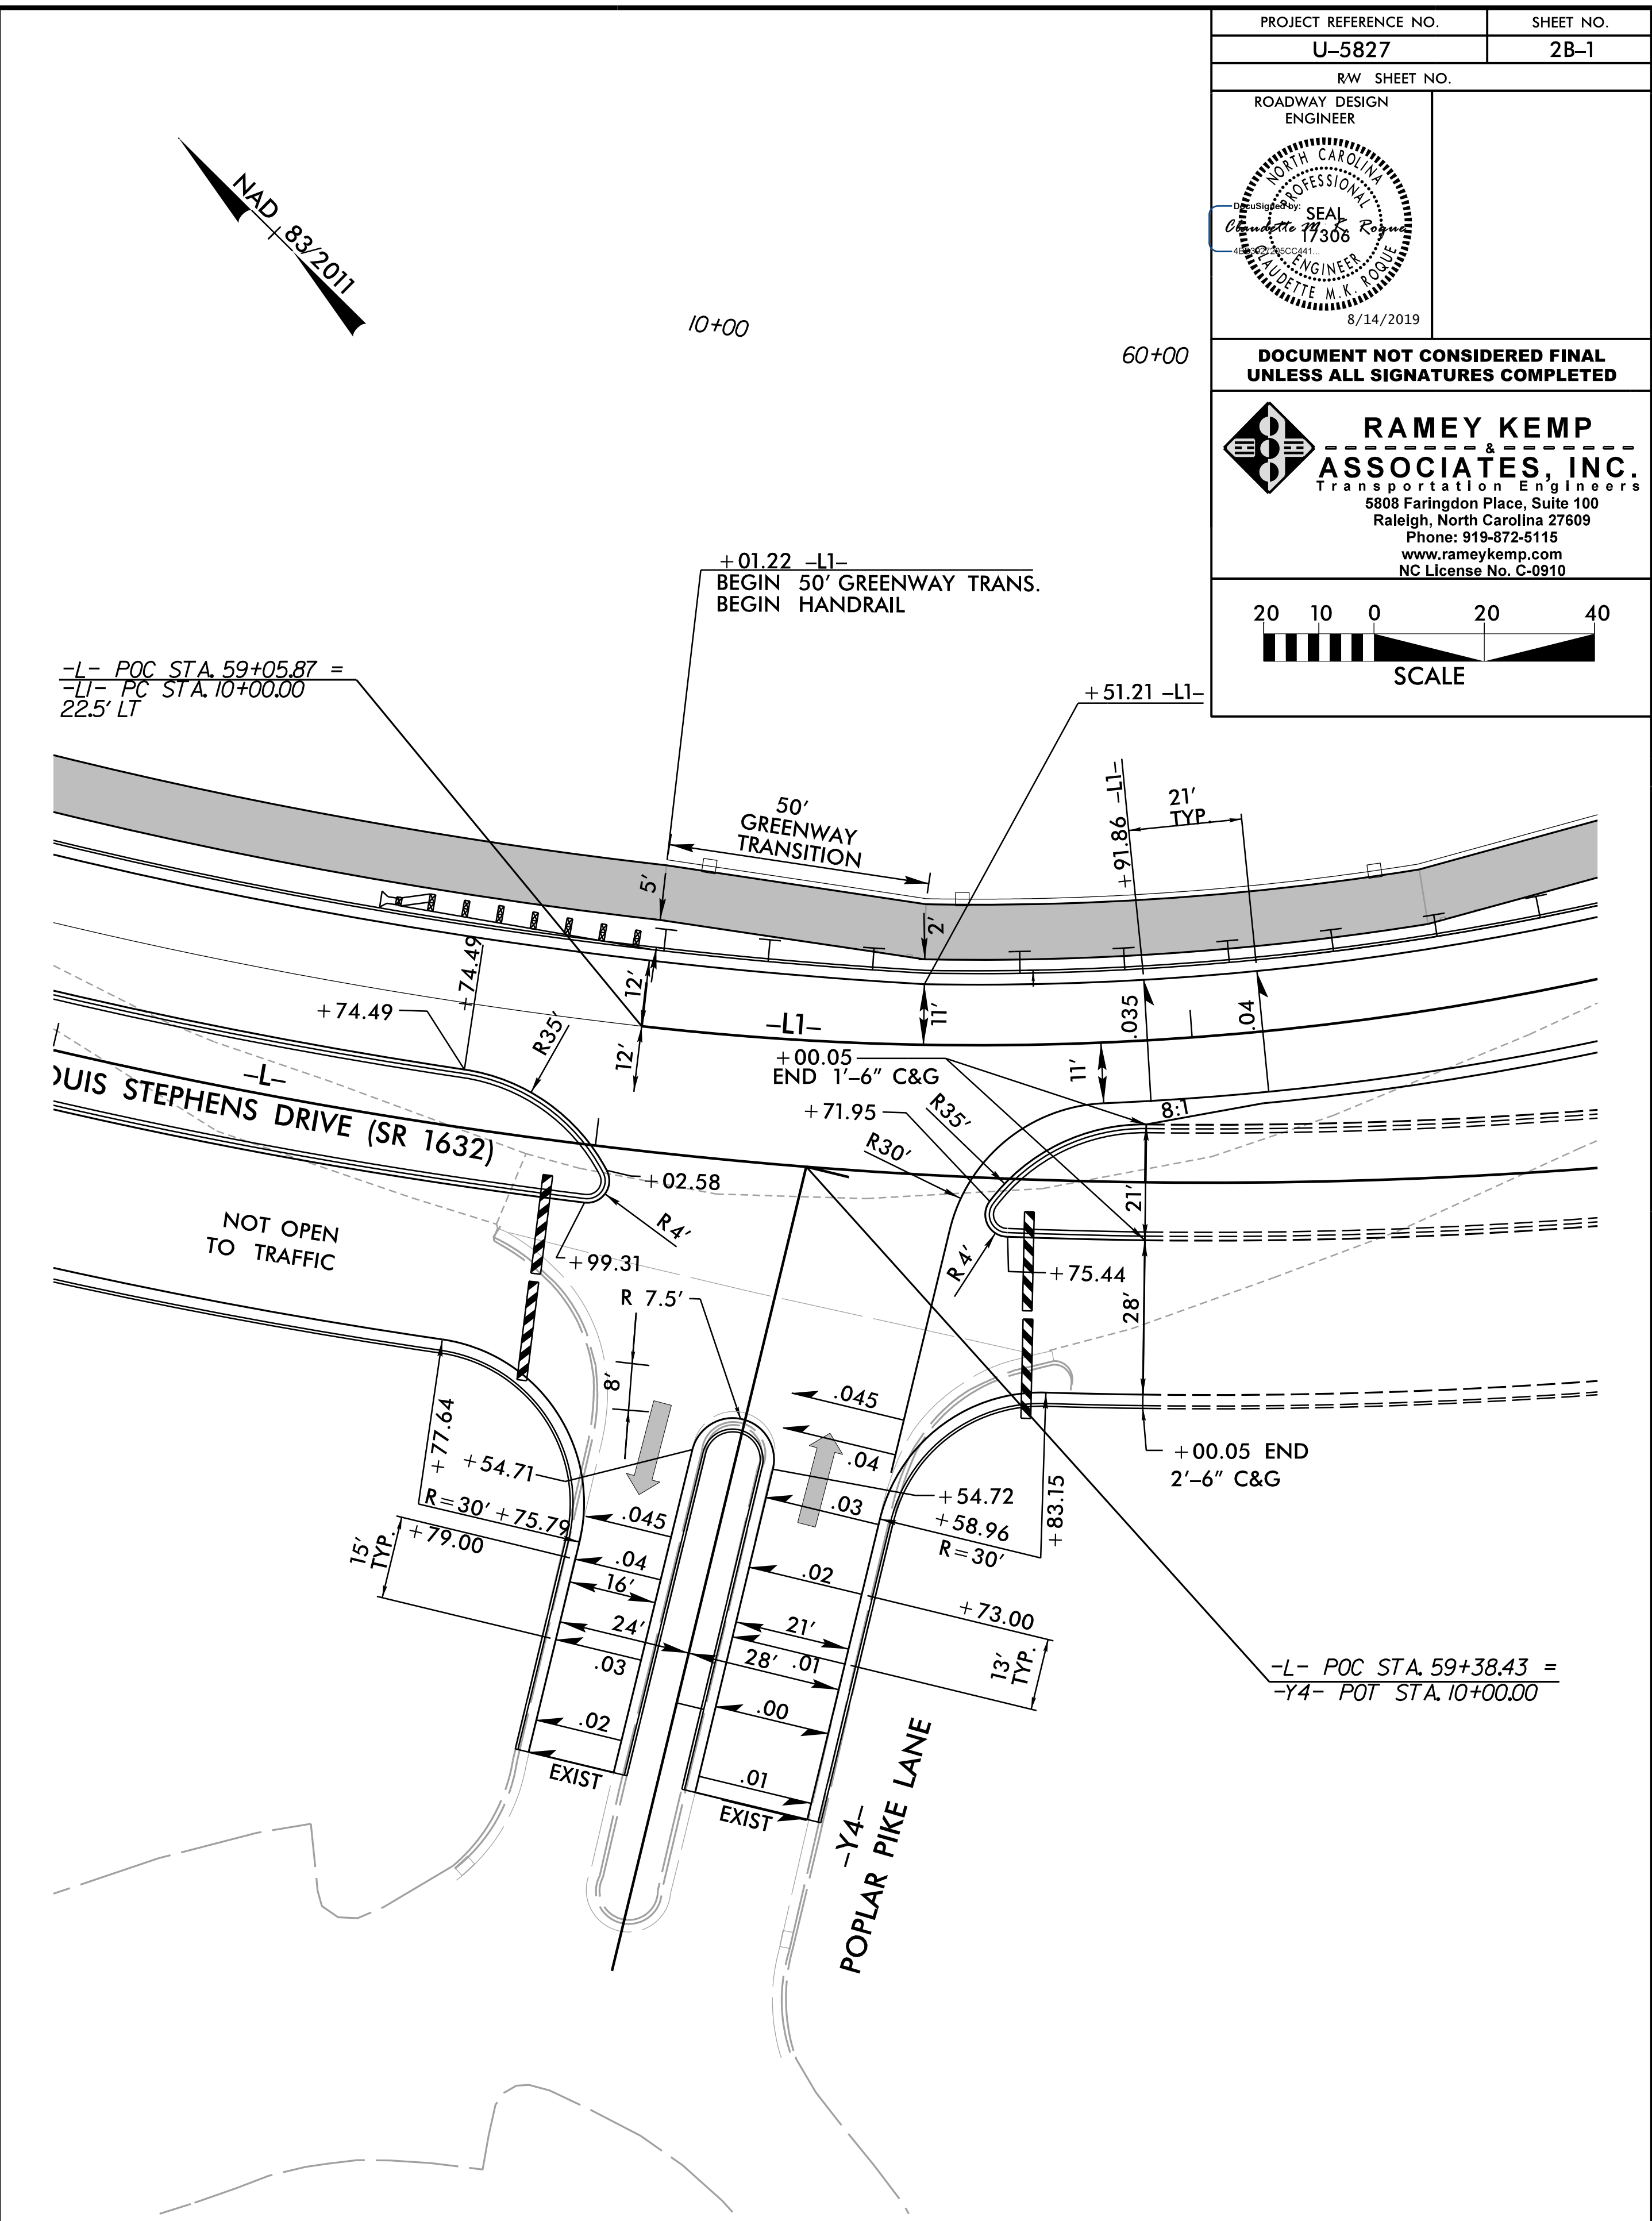 PROJECT REFERENCE NO.
SHEET NO.
U–5827
2B–1
R/W SHEET NO.
ROADWAY DESIGN
ENGINEER
NORTH CAROLINA
PROFESSIONAL
DocuSigned by:
SEAL
Claudette M. K. Roque
17306
ENGINEER
CLAUDETTE M.K. ROQUE
8/14/2019
DOCUMENT NOT CONSIDERED FINAL
UNLESS ALL SIGNATURES COMPLETED
RAMEY KEMP
&
ASSOCIATES, INC.
Transportation Engineers
5808 Faringdon Place, Suite 100
Raleigh, North Carolina 27609
Phone: 919-872-5115
www.rameykemp.com
NC License No. C-0910
20 10 0 20 40
SCALE
NAD 83/2011
10+00
60+00
+01.22 –L1–
BEGIN 50' GREENWAY TRANS.
BEGIN HANDRAIL
-L- POC STA. 59+05.87 =
-L1- PC STA. 10+00.00
22.5' LT
+51.21 –L1–
+91.86 –L1–
21'
TYP.
50'
GREENWAY
TRANSITION
5'
2'
+74.49
+74.49
12'
12'
R35'
–L1–
11'
.035
.04
+00.05
END 1'–6" C&G
11'
8:1
–L–
OUIS STEPHENS DRIVE (SR 1632)
+71.95
R35'
R30'
+02.58
R4'
21'
NOT OPEN
TO TRAFFIC
+99.31
R 4'
+75.44
R 7.5'
28'
8'
.045
+77.64
+54.71
.04
+00.05 END
2'–6" C&G
R=30' +75.79
.045
.03
+54.72
+58.96
R=30'
+83.15
15'
TYP.
+79.00
.04
16'
.02
+73.00
24'
21'
.03
28' .01
13'
TYP.
-L- POC STA. 59+38.43 =
-Y4- POT STA. 10+00.00
.02
.00
EXIST
.01
EXIST
–Y4–
POPLAR PIKE LANE